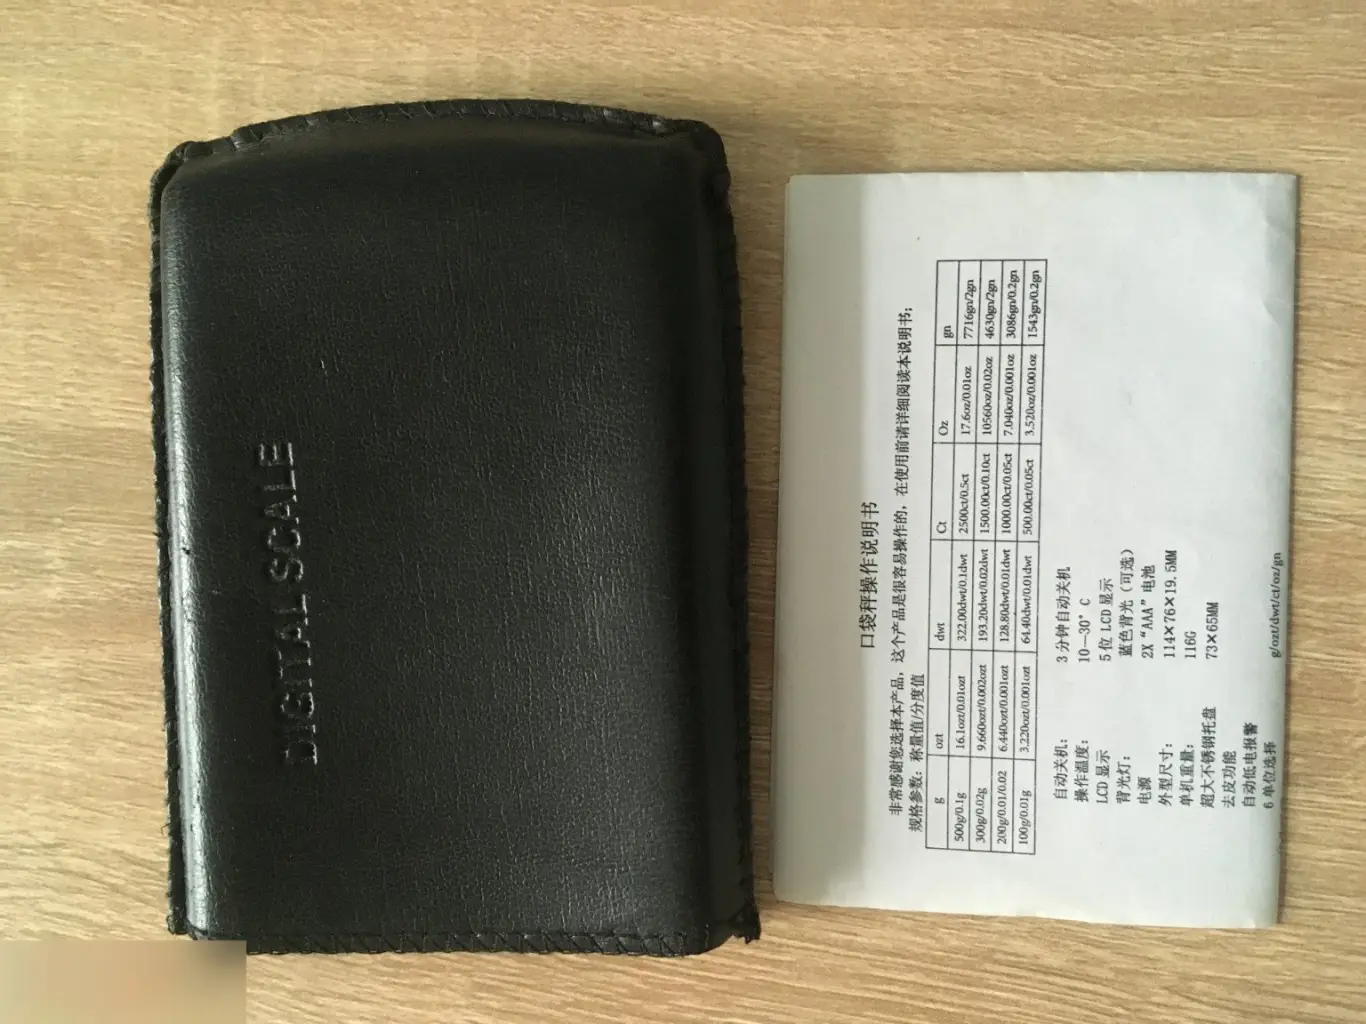 DIGITAL SCALE
口袋秤操作说明书
非常感谢您选择本产品，这个产品是很容易操作的，在使用前请详细阅读本说明书；
规格参数：称量值/分度值
g ozt dwt Ct Oz gn
500g/0.1g 16.1ozt/0.01ozt 322.00dwt/0.1dwt 2500ct/0.5ct 17.6oz/0.01oz 7716gn/2gn
300g/0.02g 9.660ozt/0.002ozt 193.20dwt/0.02dwt 1500.00ct/0.10ct 10560oz/0.02oz 4630gn/2gn
200g/0.01/0.02 6.440ozt/0.001ozt 128.80dwt/0.01dwt 1000.00ct/0.05ct 7.040oz/0.001oz 3086gn/0.2gn
100g/0.01g 3.220ozt/0.001ozt 64.40dwt/0.01dwt 500.00ct/0.05ct 3.520oz/0.001oz 1543gn/0.2gn
自动关机： 3分钟自动关机
操作温度： 10—30°C
LCD显示 5位LCD显示
背光灯： 蓝色背光（可选）
电源 2X“AAA”电池
外型尺寸： 114×76×19.5MM
单机重量： 116G
超大不锈钢托盘 73×65MM
去皮功能
自动低电报警
6单位选择 g/ozt/dwt/ct/oz/gn